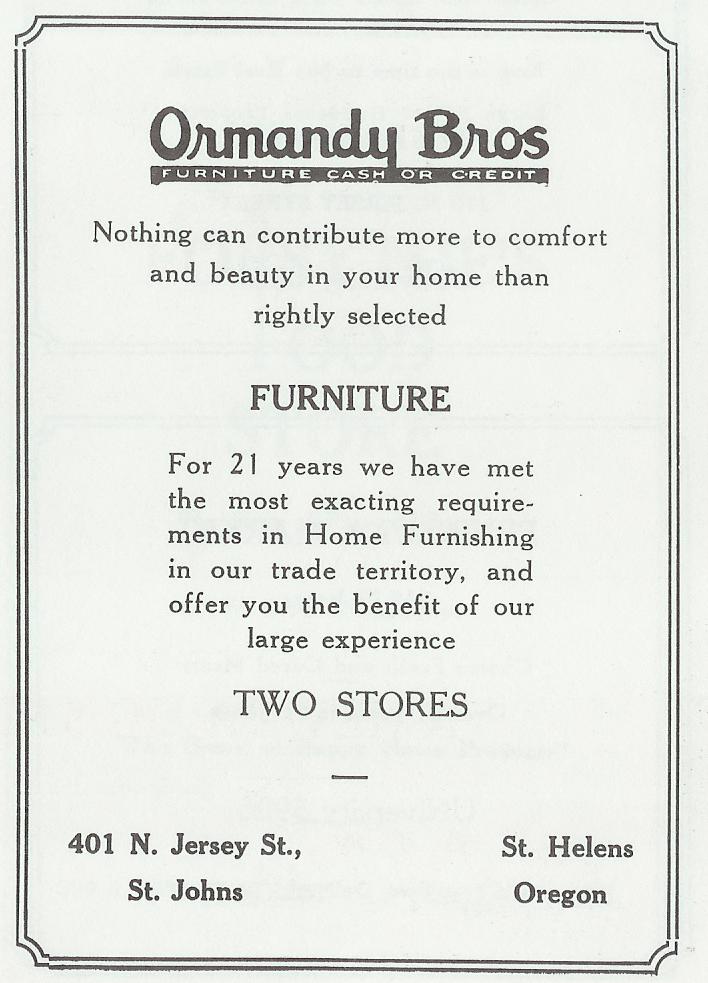 Ormandy Bros
FURNITURE CASH OR CREDIT
Nothing can contribute more to comfort
and beauty in your home than
rightly selected
FURNITURE
For 21 years we have met
the most exacting require-
ments in Home Furnishing
in our trade territory, and
offer you the benefit of our
large experience
TWO STORES
401 N. Jersey St.,
St. Johns
St. Helens
Oregon